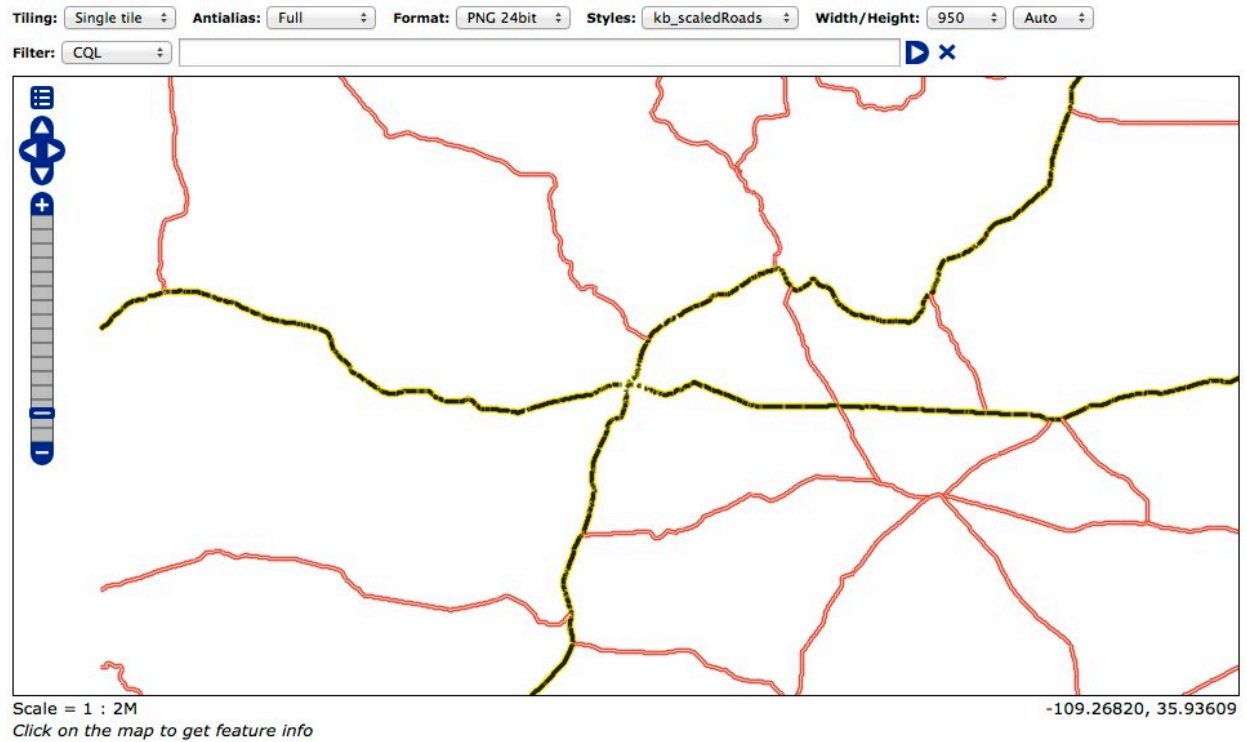 Tiling: Single tile Antialias: Full Format: PNG 24bit Styles: kb_scaledRoads Width/Height: 950 Auto
Filter: CQL
Scale = 1 : 2M -109.26820, 35.93609
Click on the map to get feature info